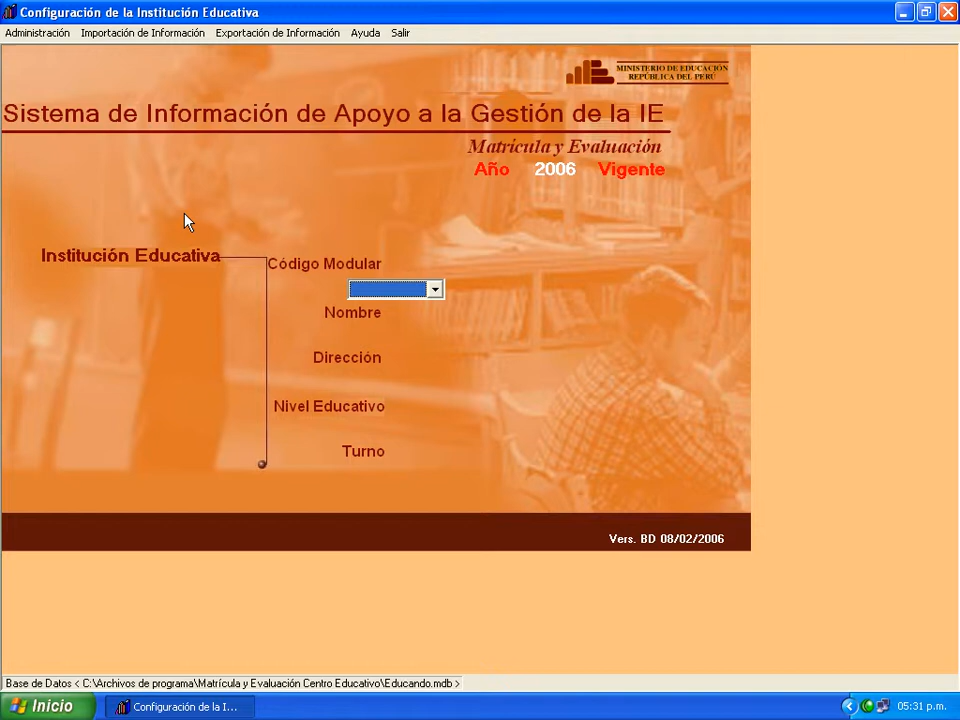 Configuración de la Institución Educativa
Administración Importación de Información Exportación de Información Ayuda Salir
MINISTERIO DE EDUCACIÓN
REPÚBLICA DEL PERÚ
Sistema de Información de Apoyo a la Gestión de la IE
Matrícula y Evaluación
Año 2006 Vigente
Institución Educativa
Código Modular
Nombre
Dirección
Nivel Educativo
Turno
Vers. BD 08/02/2006
Base de Datos < C:\Archivos de programa\Matrícula y Evaluación Centro Educativo\Educando.mdb >
Inicio Configuración de la I... 05:31 p.m.